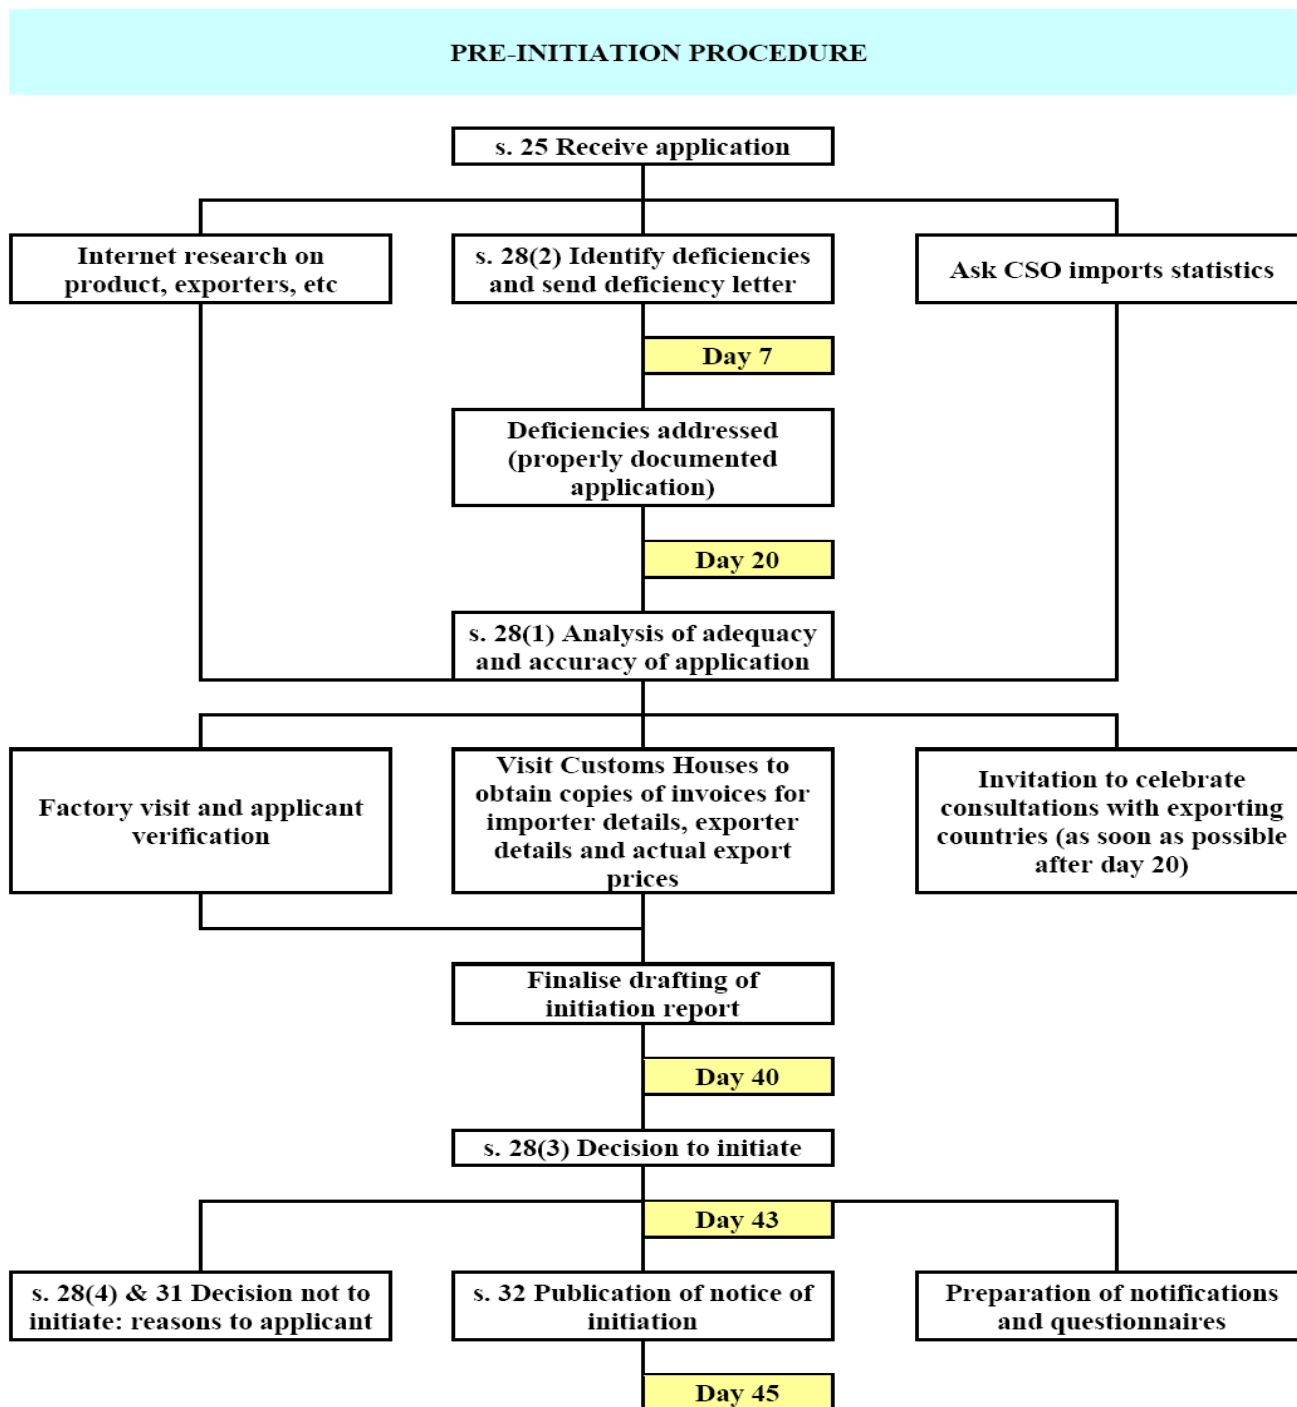 PRE-INITIATION PROCEDURE
s. 25 Receive application
Internet research on
product, exporters, etc
s. 28(2) Identify deficiencies
and send deficiency letter
Ask CSO imports statistics
Day 7
Deficiencies addressed
(properly documented
application)
Day 20
s. 28(1) Analysis of adequacy
and accuracy of application
Factory visit and applicant
verification
Visit Customs Houses to
obtain copies of invoices for
importer details, exporter
details and actual export
prices
Invitation to celebrate
consultations with exporting
countries (as soon as possible
after day 20)
Finalise drafting of
initiation report
Day 40
s. 28(3) Decision to initiate
Day 43
s. 28(4) & 31 Decision not to
initiate: reasons to applicant
s. 32 Publication of notice of
initiation
Preparation of notifications
and questionnaires
Day 45